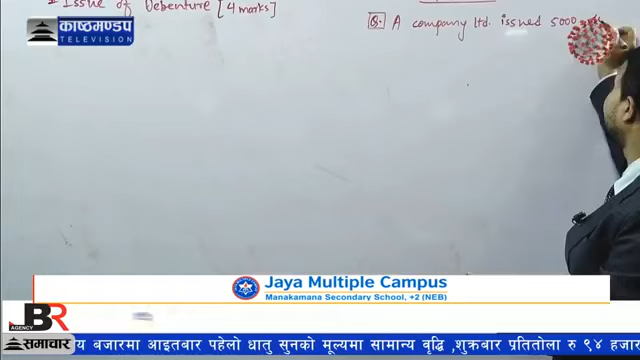 Issue of Debenture [4 marks]
Q. A company ltd. issued 5000
काष्ठमण्डप
TELEVISION
Jaya Multiple Campus
Manakamana Secondary School, +2 (NEB)
JBR
AGENCY
समाचार
य बजारमा आइतबार पहेलो धातु सुनको मूल्यमा सामान्य वृद्धि ,शुक्रबार प्रतितोला रु ९४ हजार